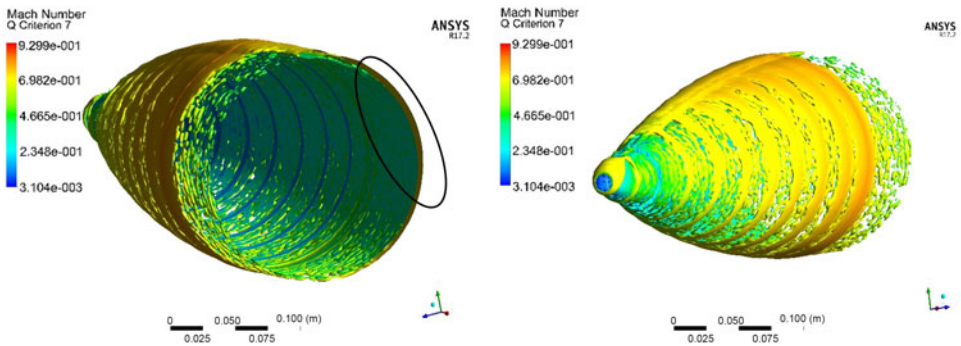 Mach Number
Q Criterion 7
9.299e-001
6.982e-001
4.665e-001
2.348e-001
3.104e-003
ANSYS
R17.2
0 0.050 0.100 (m)
0.025 0.075
Mach Number
Q Criterion 7
9.299e-001
6.982e-001
4.665e-001
2.348e-001
3.104e-003
ANSYS
R17.2
0 0.050 0.100 (m)
0.025 0.075